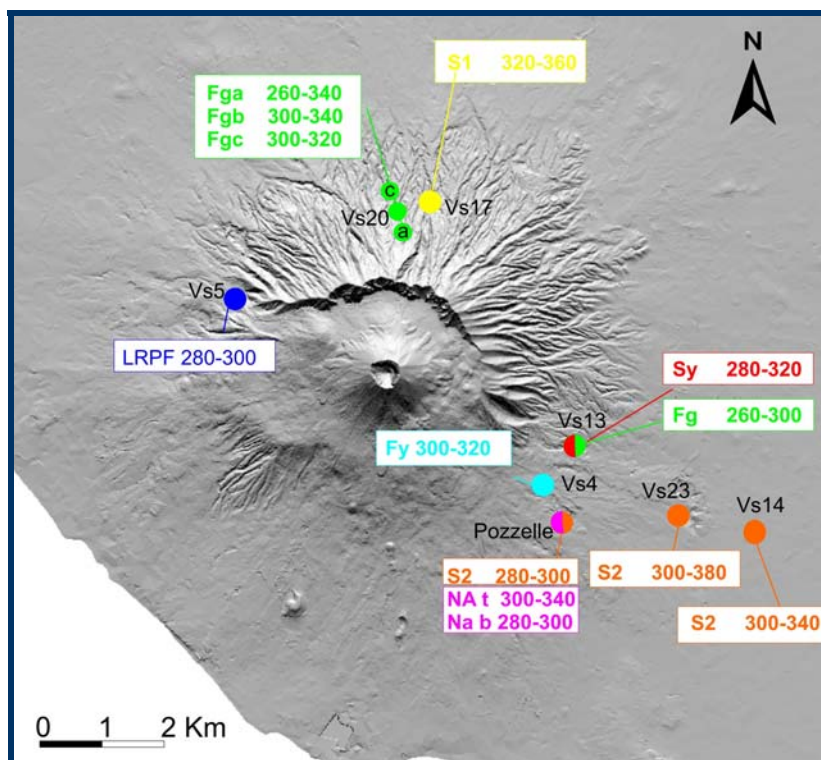 S1 320-360
N
Fga 260-340
Fgb 300-340
Fgc 300-320
c
Vs20
Vs17
a
Vs5
LRPF 280-300
Sy 280-320
Vs13
Fg 260-300
Fy 300-320
Vs4
Vs23
Vs14
Pozzelle
S2 280-300
S2 300-380
NA t 300-340
Na b 280-300
S2 300-340
0 1 2 Km